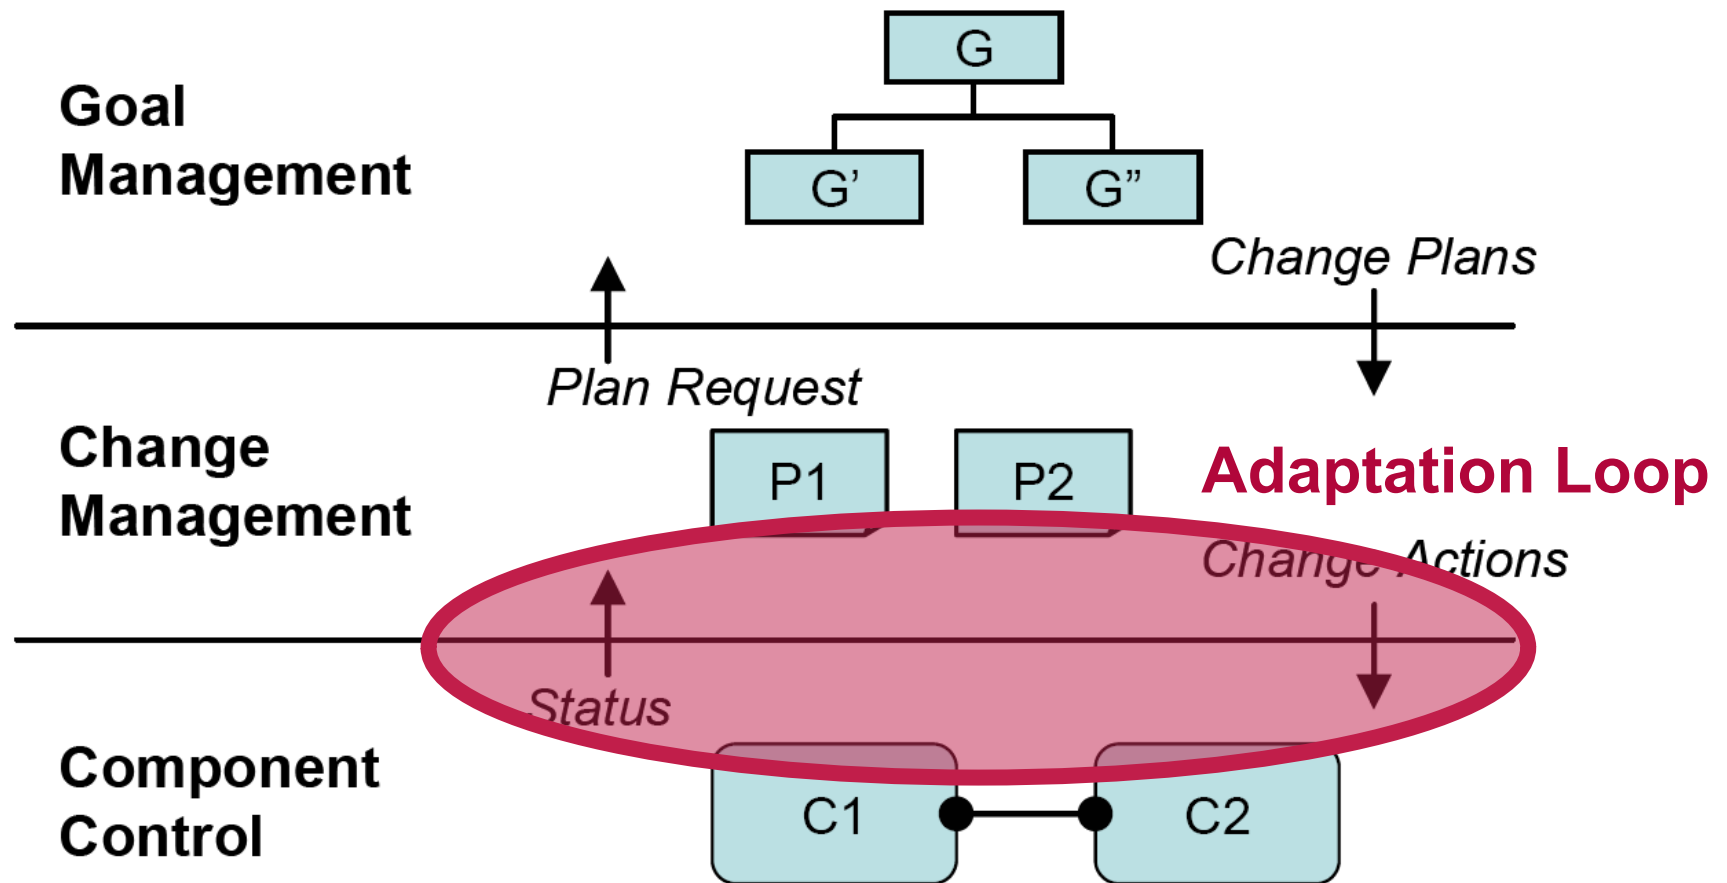 G
Goal
Management
G’
G”
Change Plans
Plan Request
Change
Management
P1
P2
Adaptation Loop
Change Actions
Status
Component
Control
C1
C2